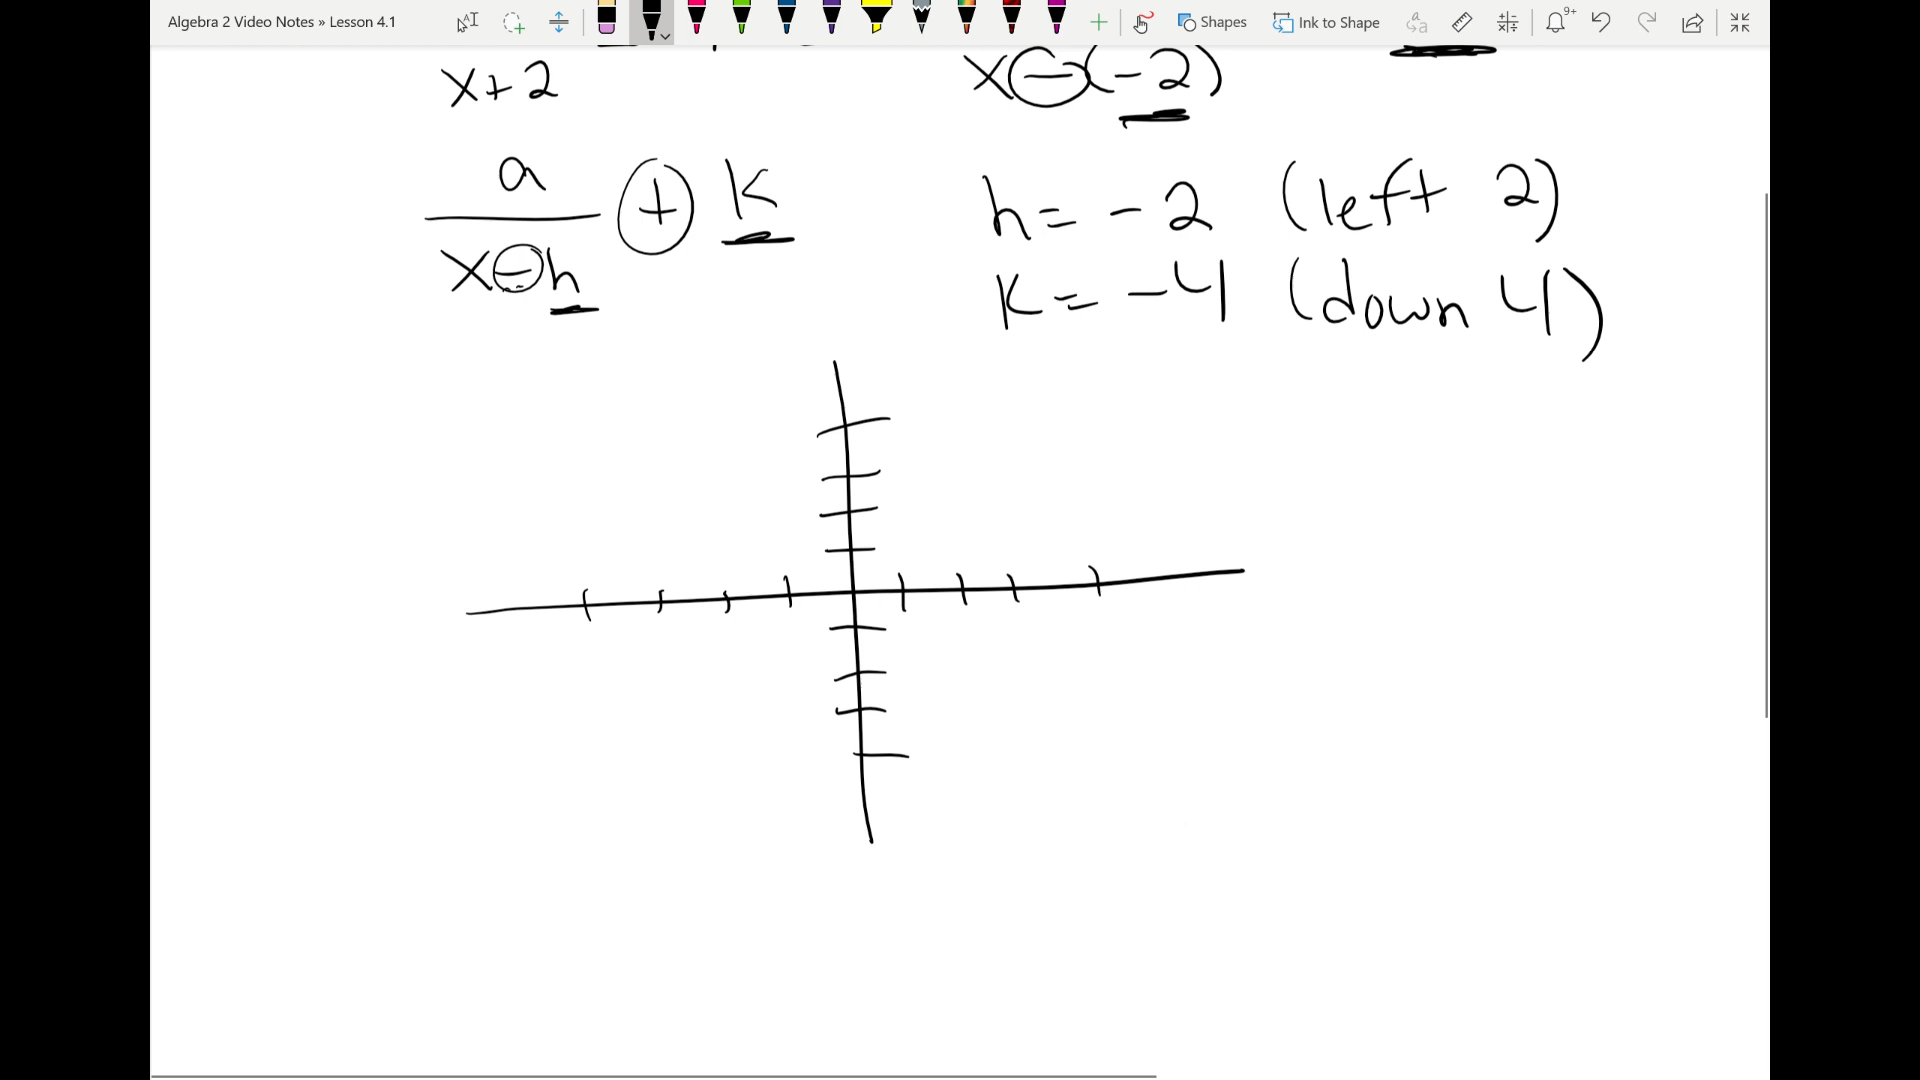 Algebra 2 Video Notes » Lesson 4.1
Shapes
Ink to Shape
9+
x+2
x-(-2)
a
x-h
+ k
h = -2 (left 2)
k = -4 (down 4)